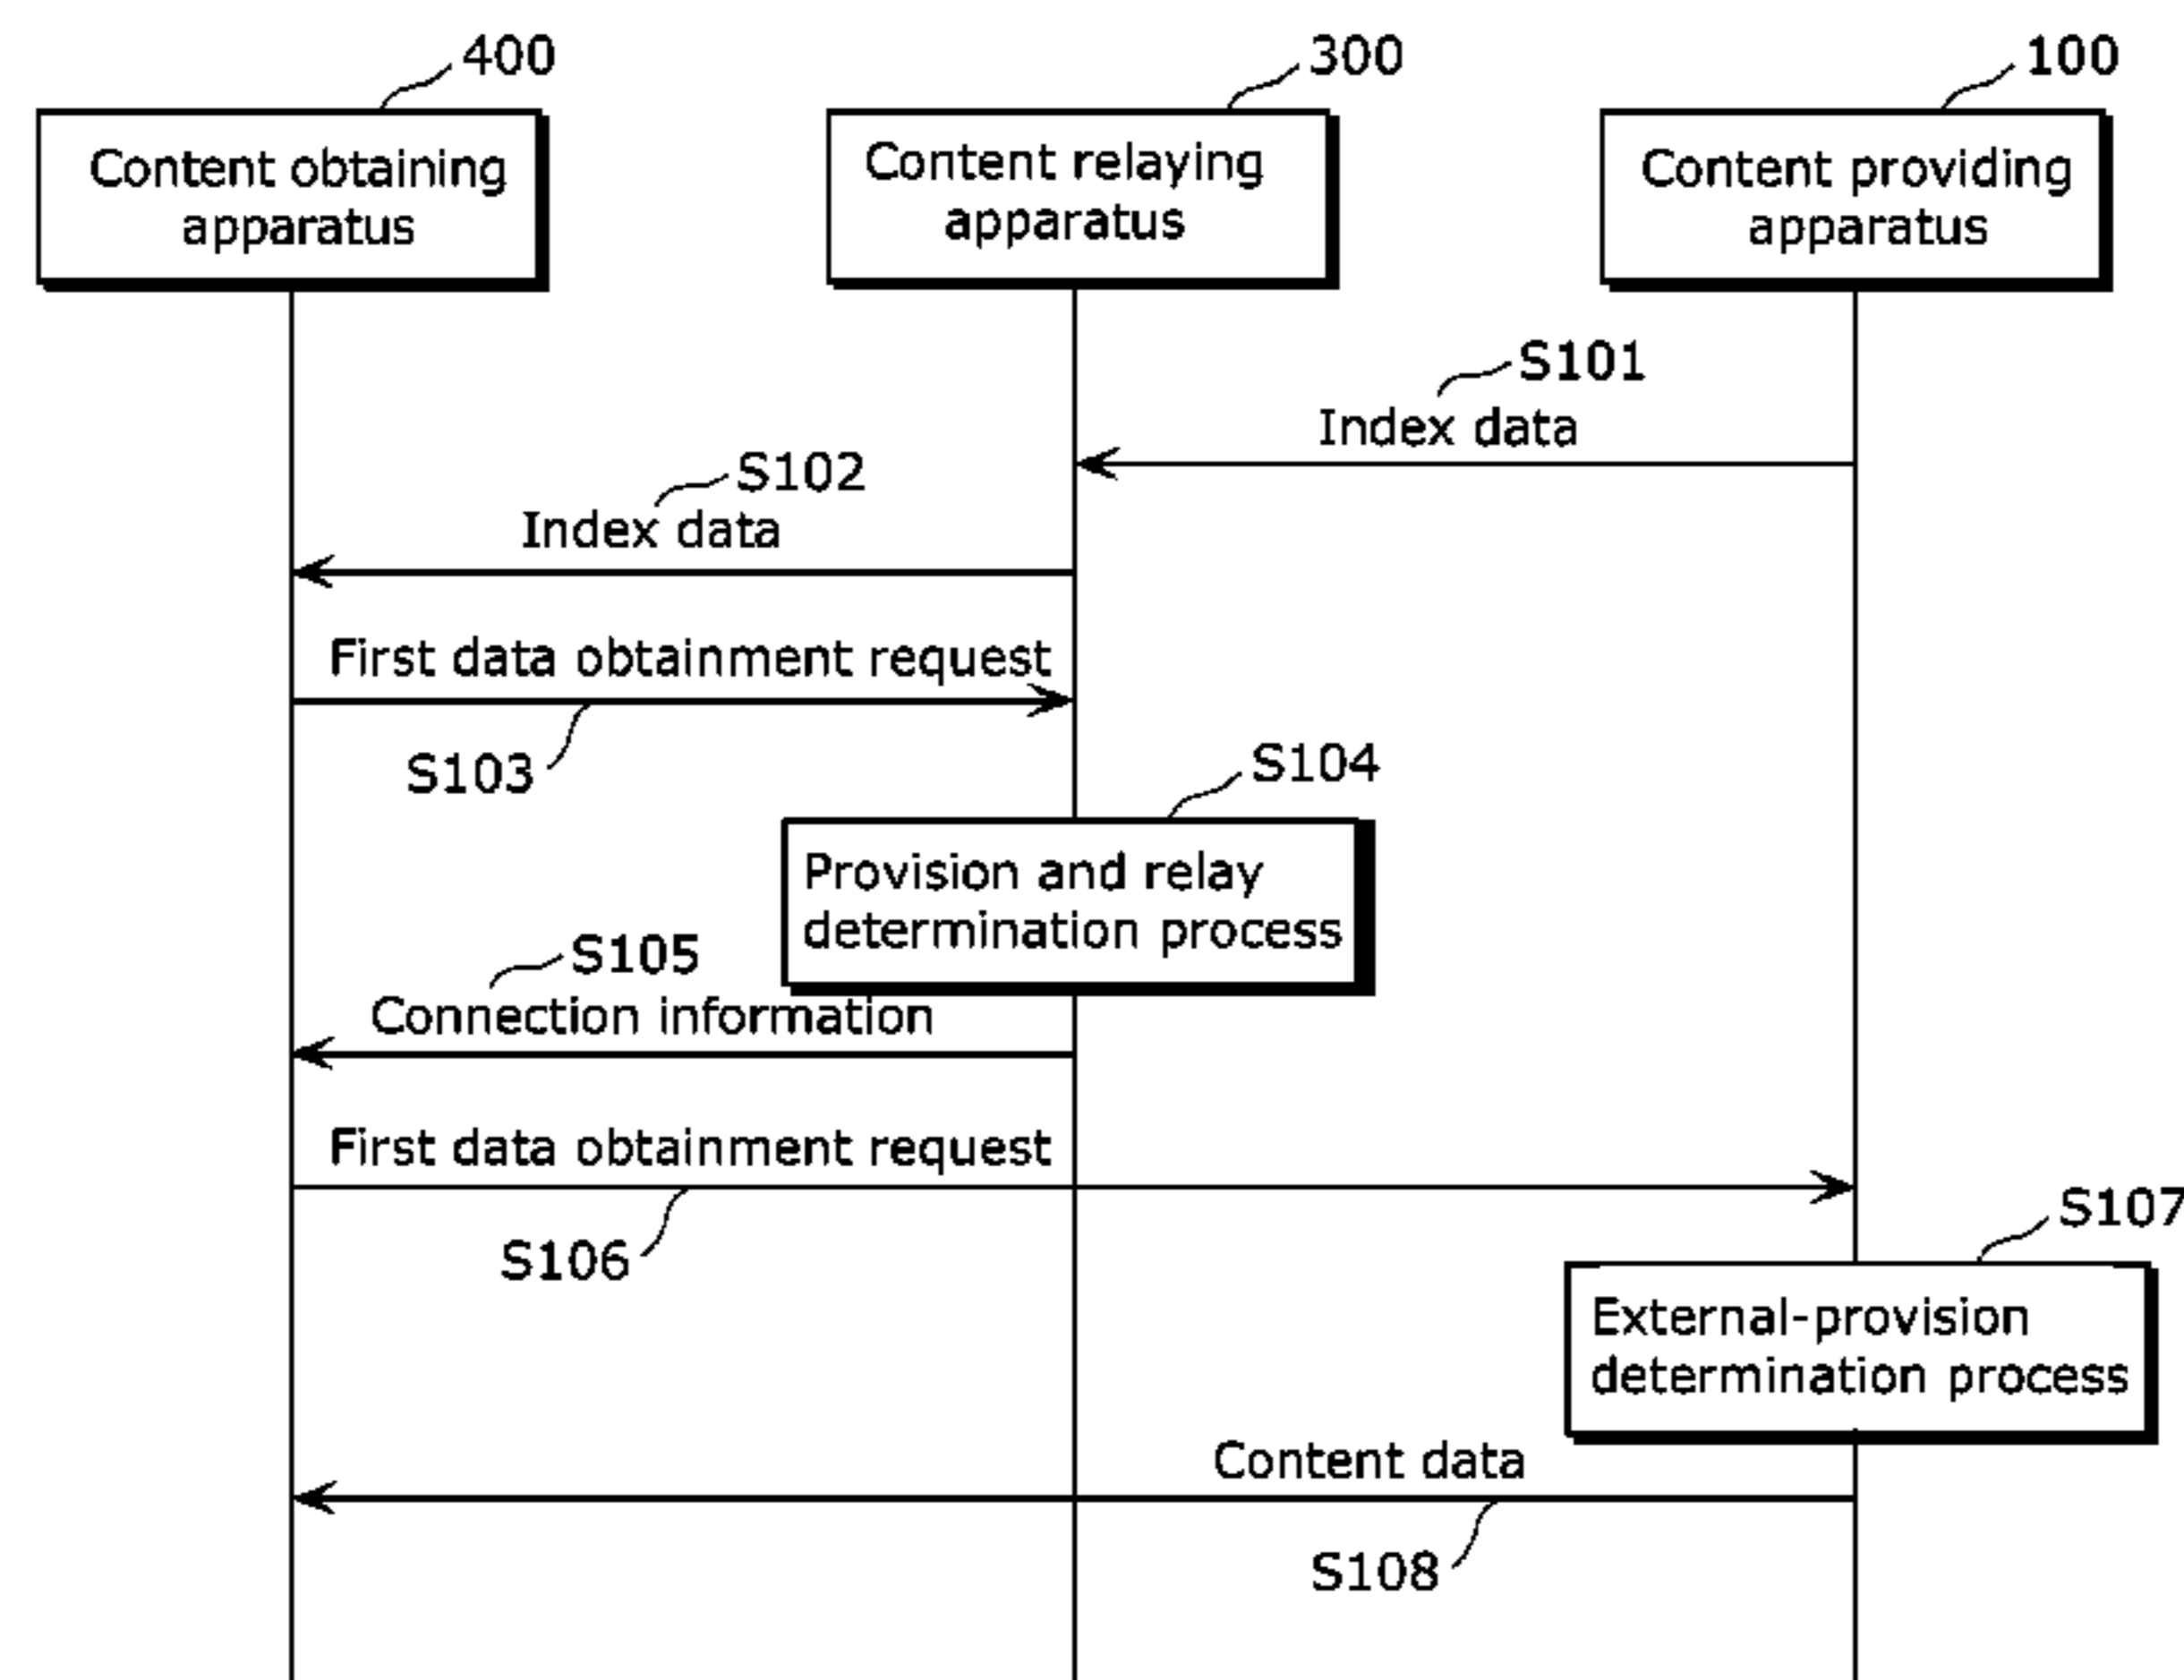 400
300
100
Content obtaining
apparatus
Content relaying
apparatus
Content providing
apparatus
S101
Index data
S102
Index data
First data obtainment request
S103
S104
Provision and relay
determination process
S105
Connection information
First data obtainment request
S106
S107
External-provision
determination process
Content data
S108